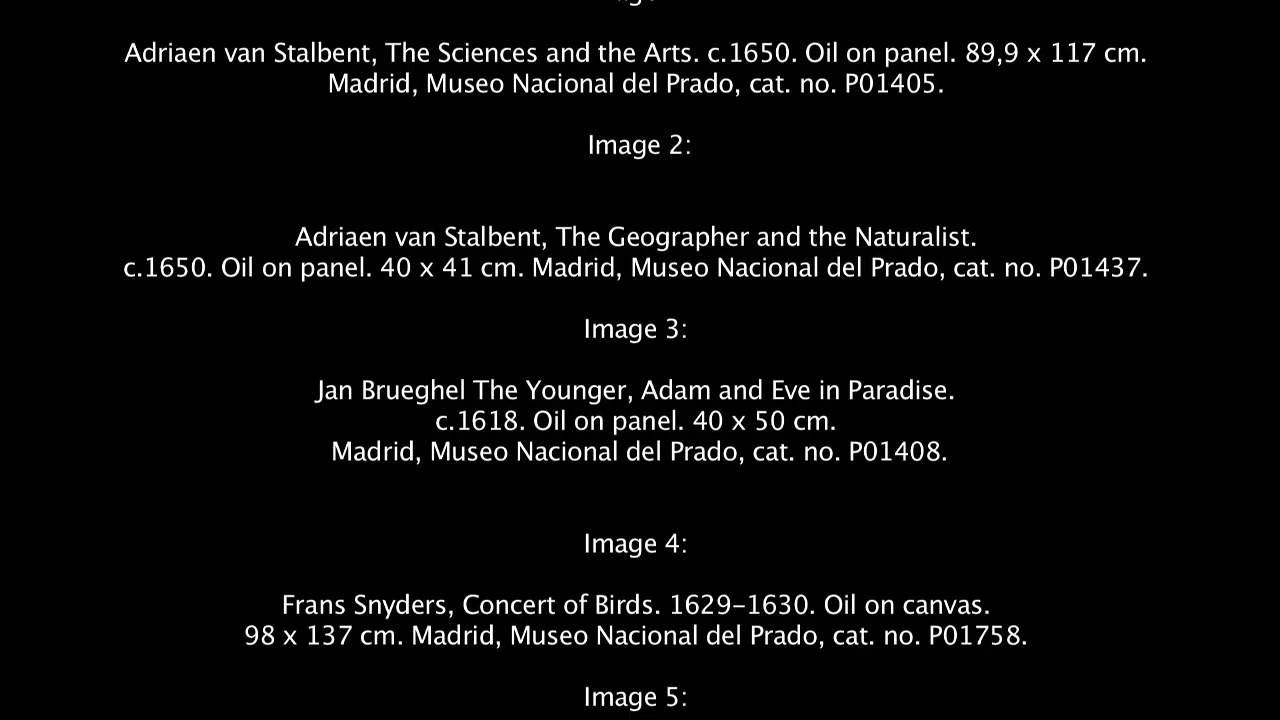 Adriaen van Stalbent, The Sciences and the Arts. c.1650. Oil on panel. 89,9 x 117 cm.
Madrid, Museo Nacional del Prado, cat. no. P01405.
Image 2:
Adriaen van Stalbent, The Geographer and the Naturalist.
c.1650. Oil on panel. 40 x 41 cm. Madrid, Museo Nacional del Prado, cat. no. P01437.
Image 3:
Jan Brueghel The Younger, Adam and Eve in Paradise.
c.1618. Oil on panel. 40 x 50 cm.
Madrid, Museo Nacional del Prado, cat. no. P01408.
Image 4:
Frans Snyders, Concert of Birds. 1629–1630. Oil on canvas.
98 x 137 cm. Madrid, Museo Nacional del Prado, cat. no. P01758.
Image 5: